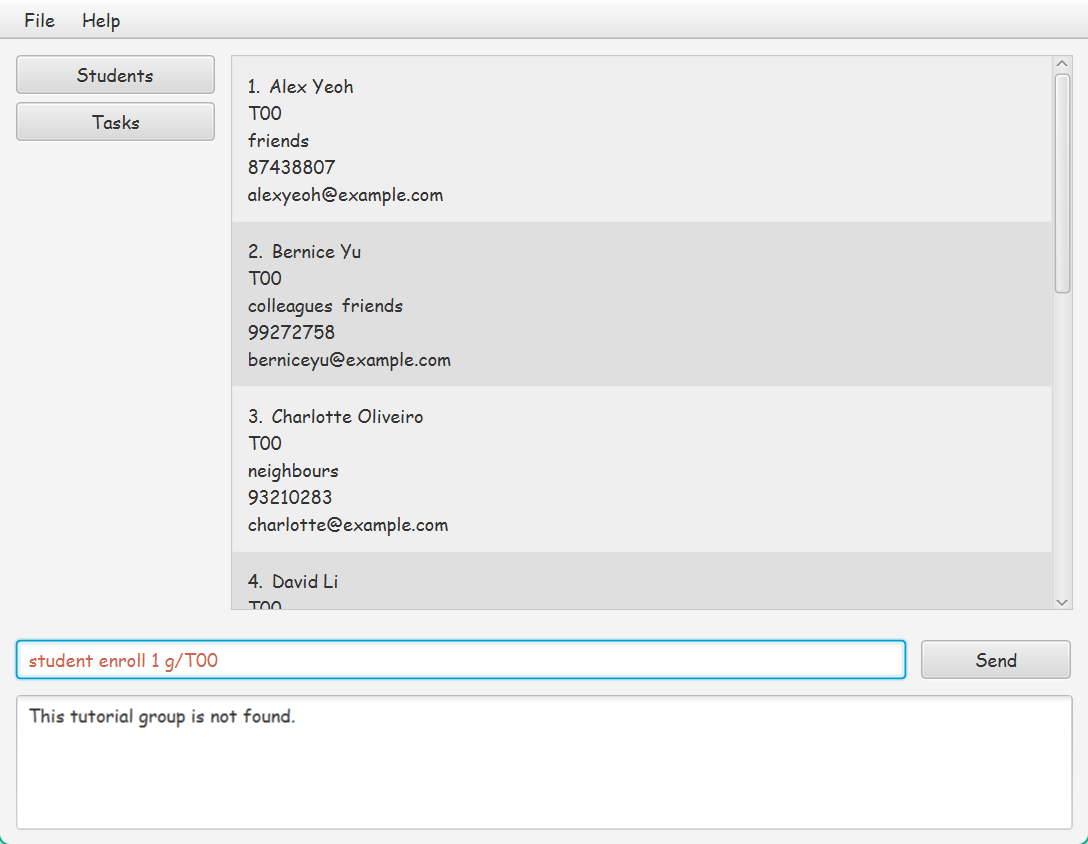 File Help
Students
Tasks
1. Alex Yeoh
T00
friends
87438807
alexyeoh@example.com
2. Bernice Yu
T00
colleagues friends
99272758
berniceyu@example.com
3. Charlotte Oliveiro
T00
neighbours
93210283
charlotte@example.com
4. David Li
T00
student enroll 1 g/T00
Send
This tutorial group is not found.